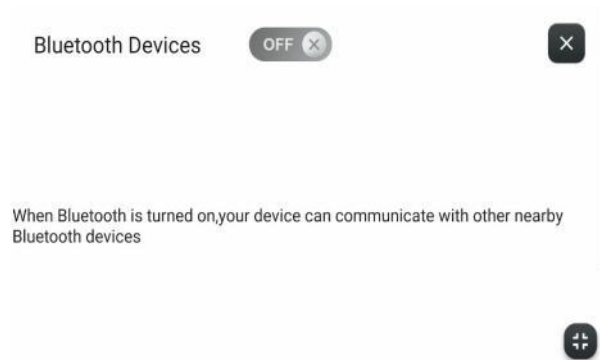 Bluetooth Devices
OFF
When Bluetooth is turned on,your device can communicate with other nearby
Bluetooth devices